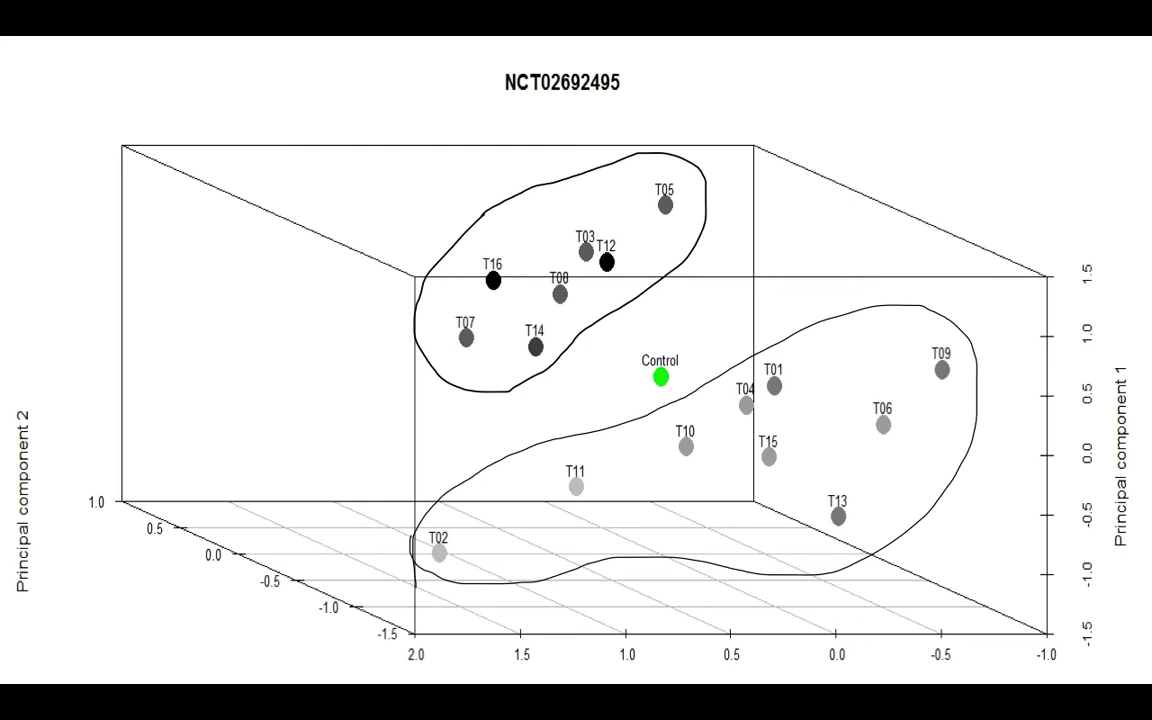 NCT02692495
T05
T03
T12
T16
T08
T07
T14
Control
T09
T01
T04
T06
T10
T15
T11
T13
T02
1.5
1.0
0.5
0.0
-0.5
-1.0
-1.5
Principal component 1
1.0
0.5
0.0
-0.5
-1.0
-1.5
Principal component 2
2.0 1.5 1.0 0.5 0.0 -0.5 -1.0